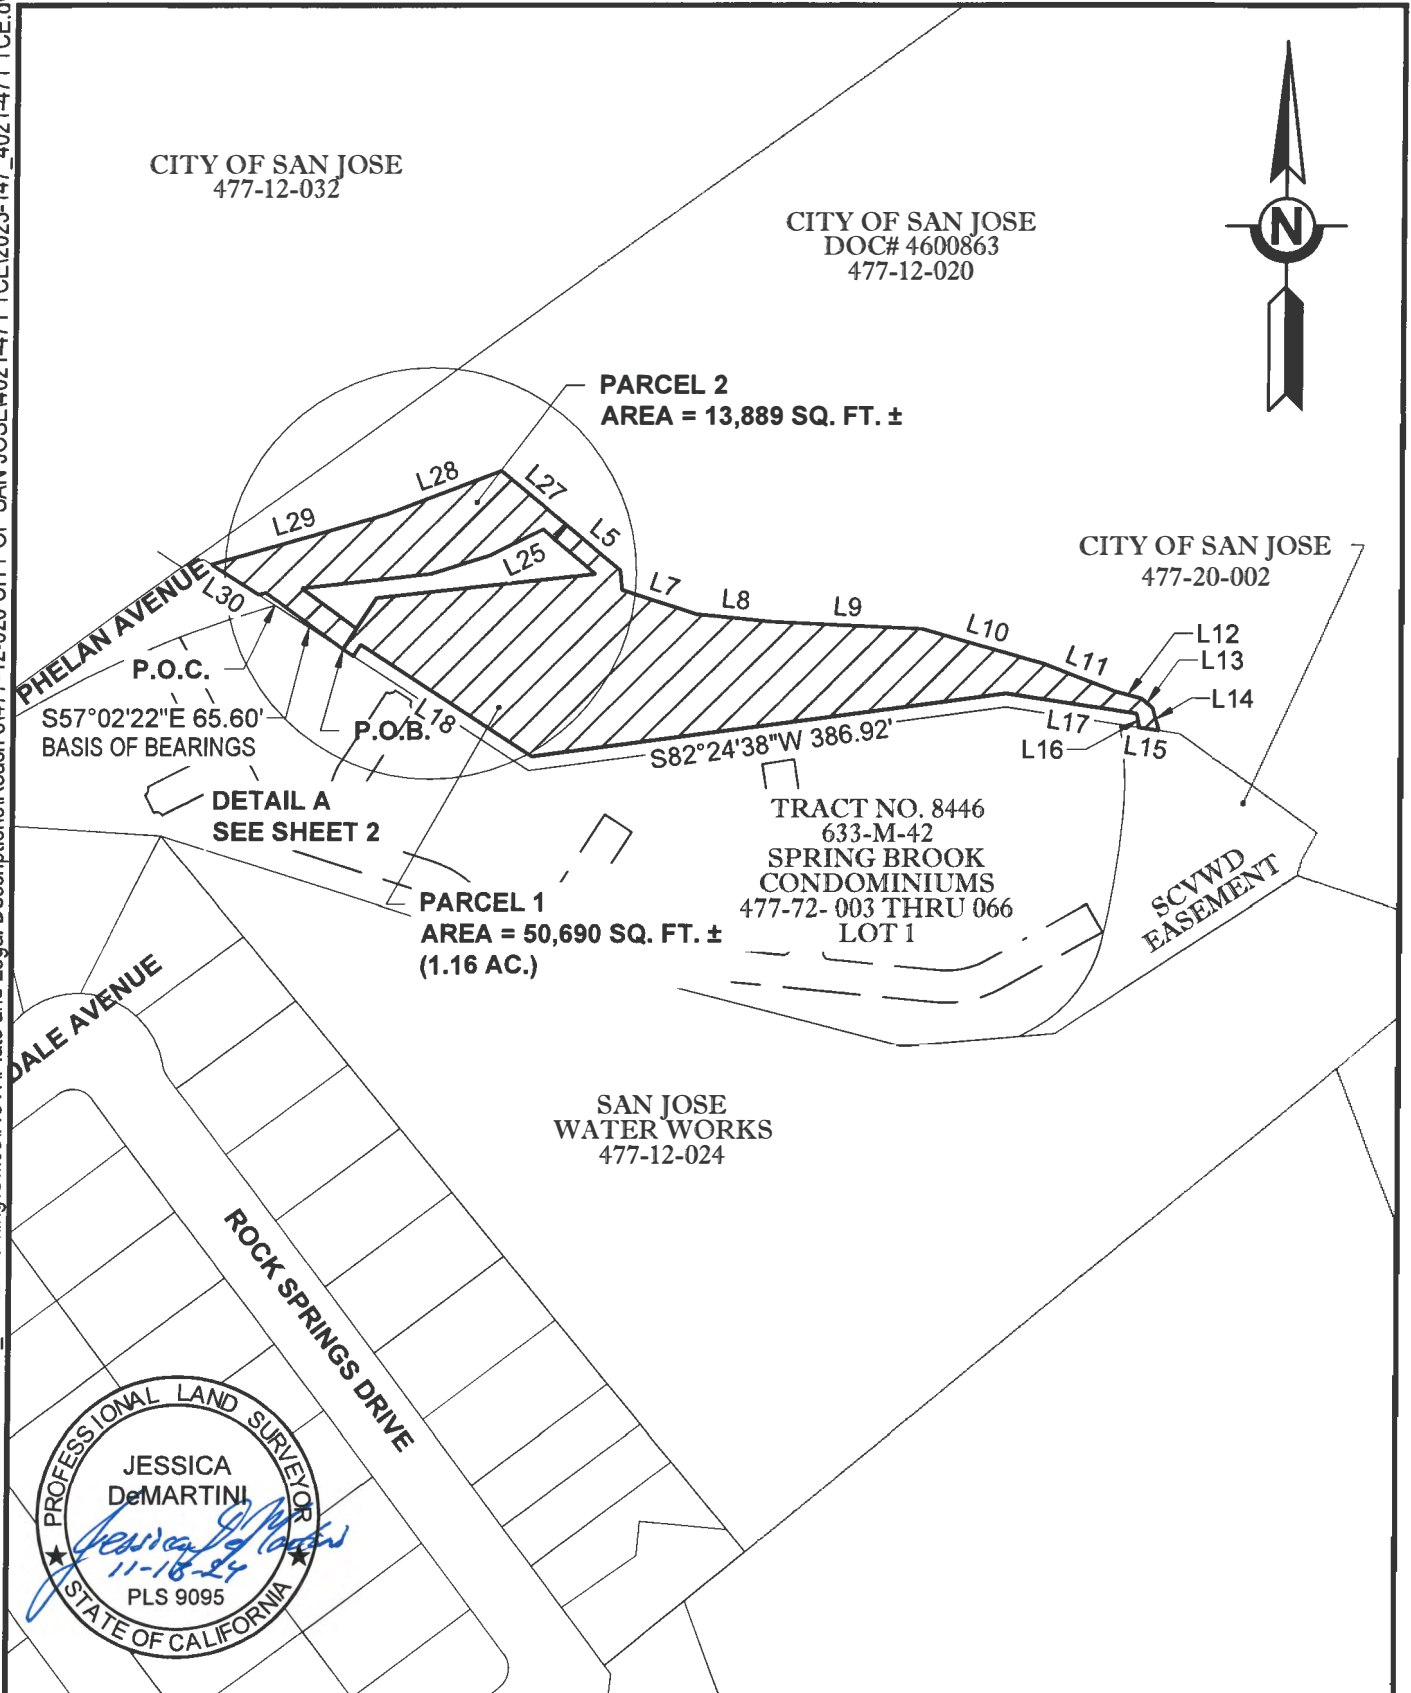 CITY OF SAN JOSE
477-12-032
CITY OF SAN JOSE
DOC# 4600863
477-12-020
N
PARCEL 2
AREA = 13,889 SQ. FT. ±
L28
L27
L29
L5
L25
L30
L7
L8
L9
L10
L11
L12
L13
L14
L15
L16
L17
L18
CITY OF SAN JOSE
477-20-002
PHELAN AVENUE
P.O.C.
S57°02'22"E 65.60'
BASIS OF BEARINGS
P.O.B.
S82°24'38"W 386.92'
DETAIL A
SEE SHEET 2
TRACT NO. 8446
633-M-42
SPRING BROOK
CONDOMINIUMS
477-72- 003 THRU 066
LOT 1
SCVWD
EASEMENT
PARCEL 1
AREA = 50,690 SQ. FT. ±
(1.16 AC.)
DALE AVENUE
SAN JOSE
WATER WORKS
477-12-024
ROCK SPRINGS DRIVE
PROFESSIONAL LAND SURVEYOR
JESSICA
DeMARTINI
PLS 9095
STATE OF CALIFORNIA